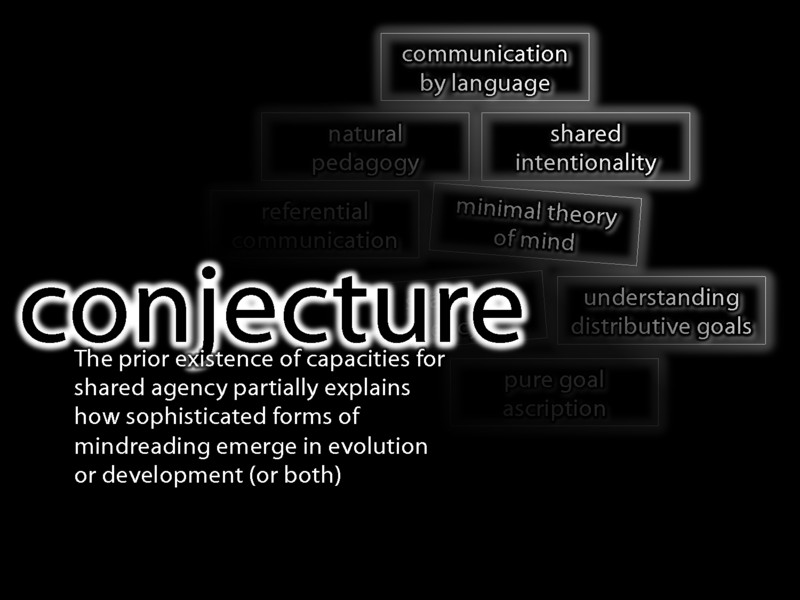 communication
by language
natural
pedagogy
shared
intentionality
referential
communication
minimal theory
of mind
conjecture
understanding
distributive goals
The prior existence of capacities for
shared agency partially explains
how sophisticated forms of
mindreading emerge in evolution
or development (or both)
pure goal
ascription